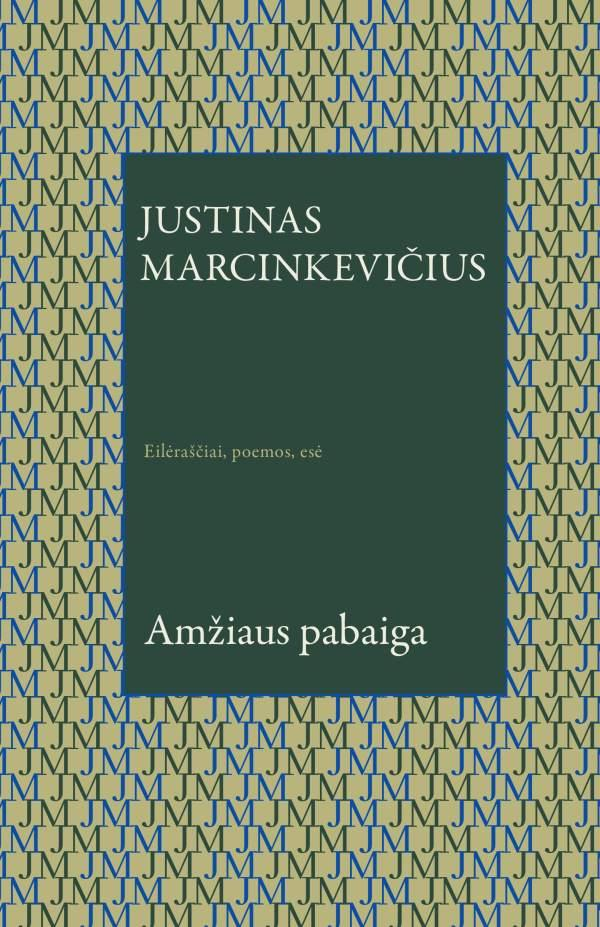 JUSTINAS
MARCINKEVIČIUS
Eilėraščiai, poemos, esė
Amžiaus pabaiga